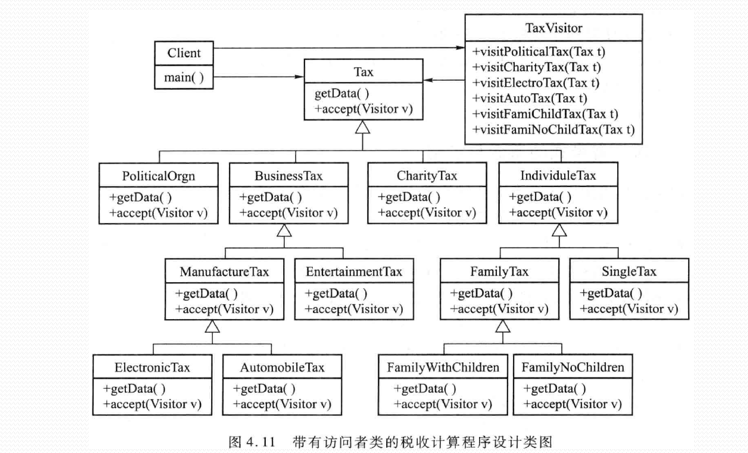 TaxVisitor
+visitPoliticalTax(Tax t)
+visitCharityTax(Tax t)
+visitElectroTax(Tax t)
+visitAutoTax(Tax t)
+visitFamiChildTax(Tax t)
+visitFamiNoChildTax(Tax t)
Client
main( )
Tax
getData( )
+accept(Visitor v)
PoliticalOrgn
+getData( )
+accept(Visitor v)
BusinessTax
+getData( )
+accept(Visitor v)
CharityTax
+getData( )
+accept(Visitor v)
IndividuleTax
+getData( )
+accept(Visitor v)
ManufactureTax
+getData( )
+accept(Visitor v)
EntertainmentTax
+getData( )
+accept(Visitor v)
FamilyTax
+getData( )
+accept(Visitor v)
SingleTax
+getData( )
+accept(Visitor v)
ElectronicTax
+getData( )
+accept(Visitor v)
AutomobileTax
+getData( )
+accept(Visitor v)
FamilyWithChildren
+getData( )
+accept(Visitor v)
FamilyNoChildren
+getData( )
+accept(Visitor v)
图 4.11 带有访问者类的税收计算程序设计类图